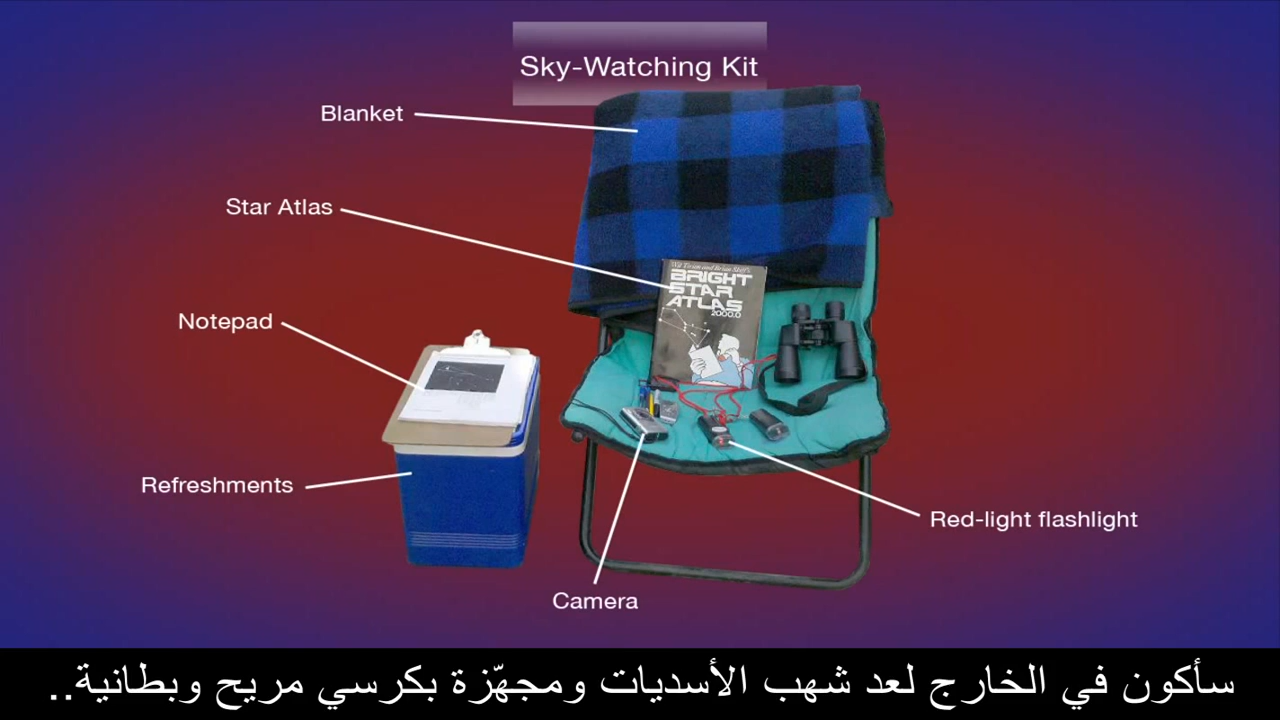 Sky-Watching Kit
Blanket
Star Atlas
BRIGHT
STAR
ATLAS
2000.0
Notepad
Refreshments
Red-light flashlight
Camera
سأكون في الخارج لعد شهب الأسديات ومجهّزة بكرسي مريح وبطانية..